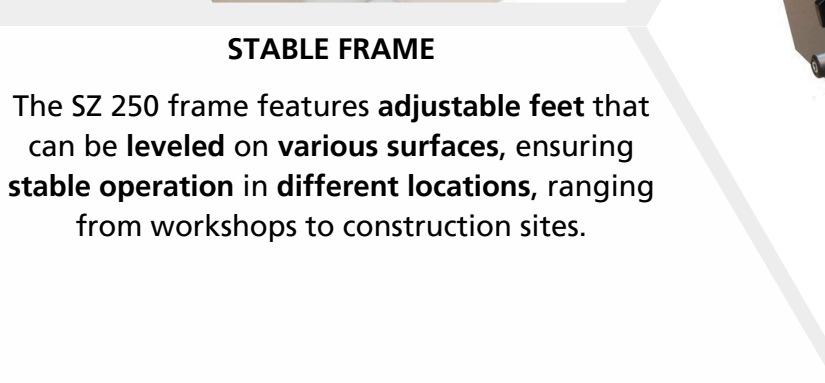 STABLE FRAME
The SZ 250 frame features adjustable feet that
can be leveled on various surfaces, ensuring
stable operation in different locations, ranging
from workshops to construction sites.